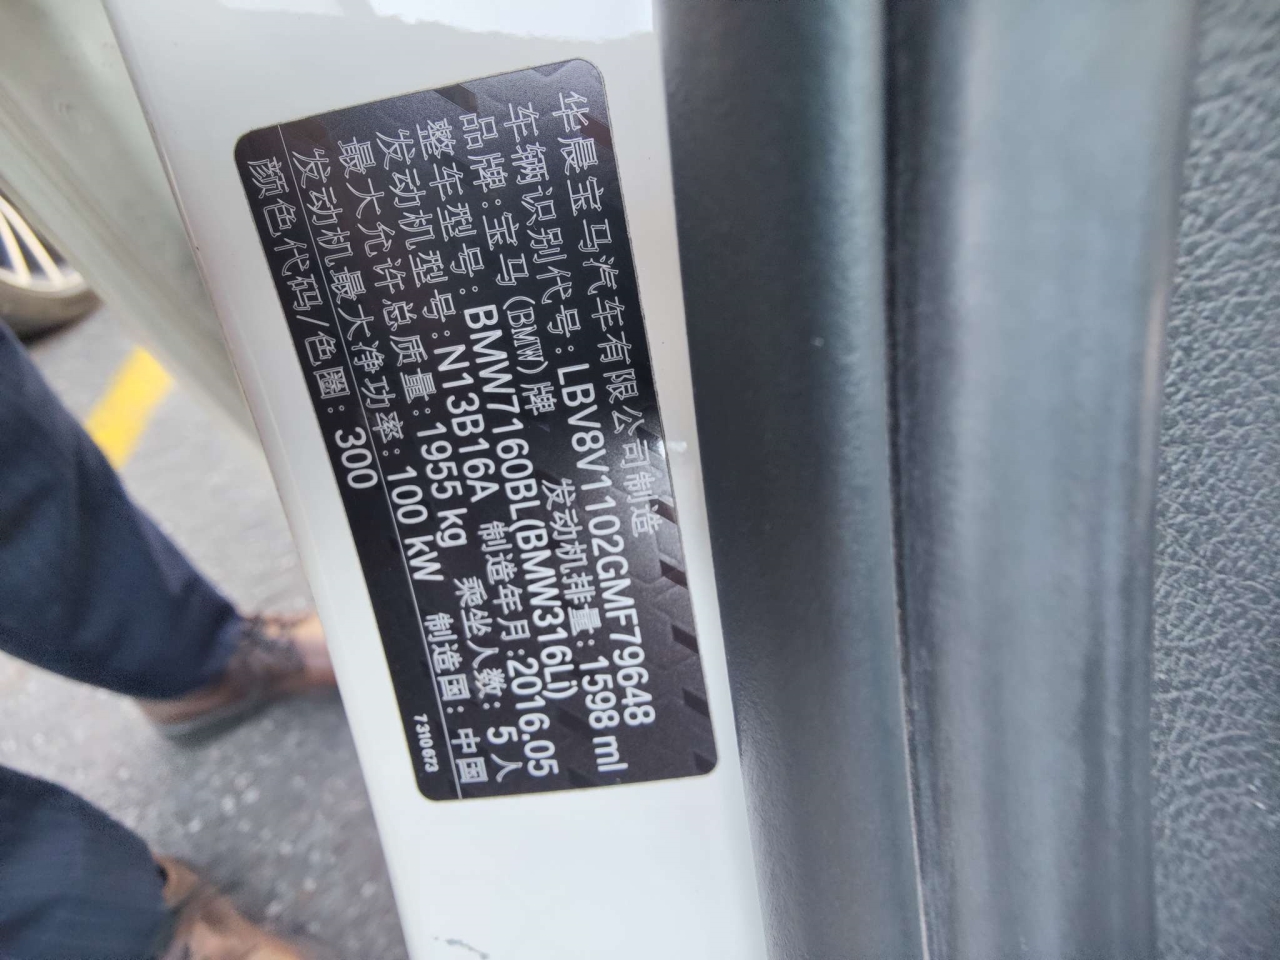 华晨宝马汽车有限公司制造
车辆识别代号:LBV8V1102GMF79648
品牌:宝马(BMW)牌 发动机排量:1598 ml
整车型号:BMW7160BL(BMW316Li)
发动机型号:N13B16A 制造年月:2016.05
最大允许总质量:1955 kg 乘坐人数:5人
发动机最大净功率:100 kW 制造国:中国
颜色代码/色圈:300
7310673